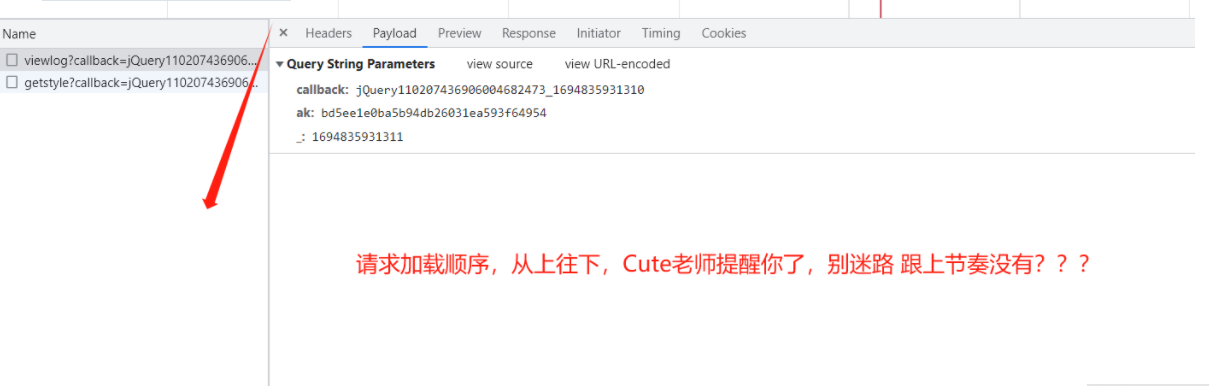 Name
× Headers Payload Preview Response Initiator Timing Cookies
viewlog?callback=jQuery110207436906...
getstyle?callback=jQuery110207436906...
▼Query String Parameters view source view URL-encoded
callback: jQuery110207436906004682473_1694835931310
ak: bd5ee1e0ba5b94db26031ea593f64954
_: 1694835931311
请求加载顺序，从上往下，Cute老师提醒你了，别迷路 跟上节奏没有？？？